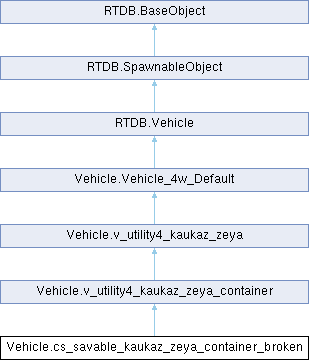 RTDB.BaseObject
RTDB.SpawnableObject
RTDB.Vehicle
Vehicle.Vehicle_4w_Default
Vehicle.v_utility4_kaukaz_zeya
Vehicle.v_utility4_kaukaz_zeya_container
Vehicle.cs_savable_kaukaz_zeya_container_broken